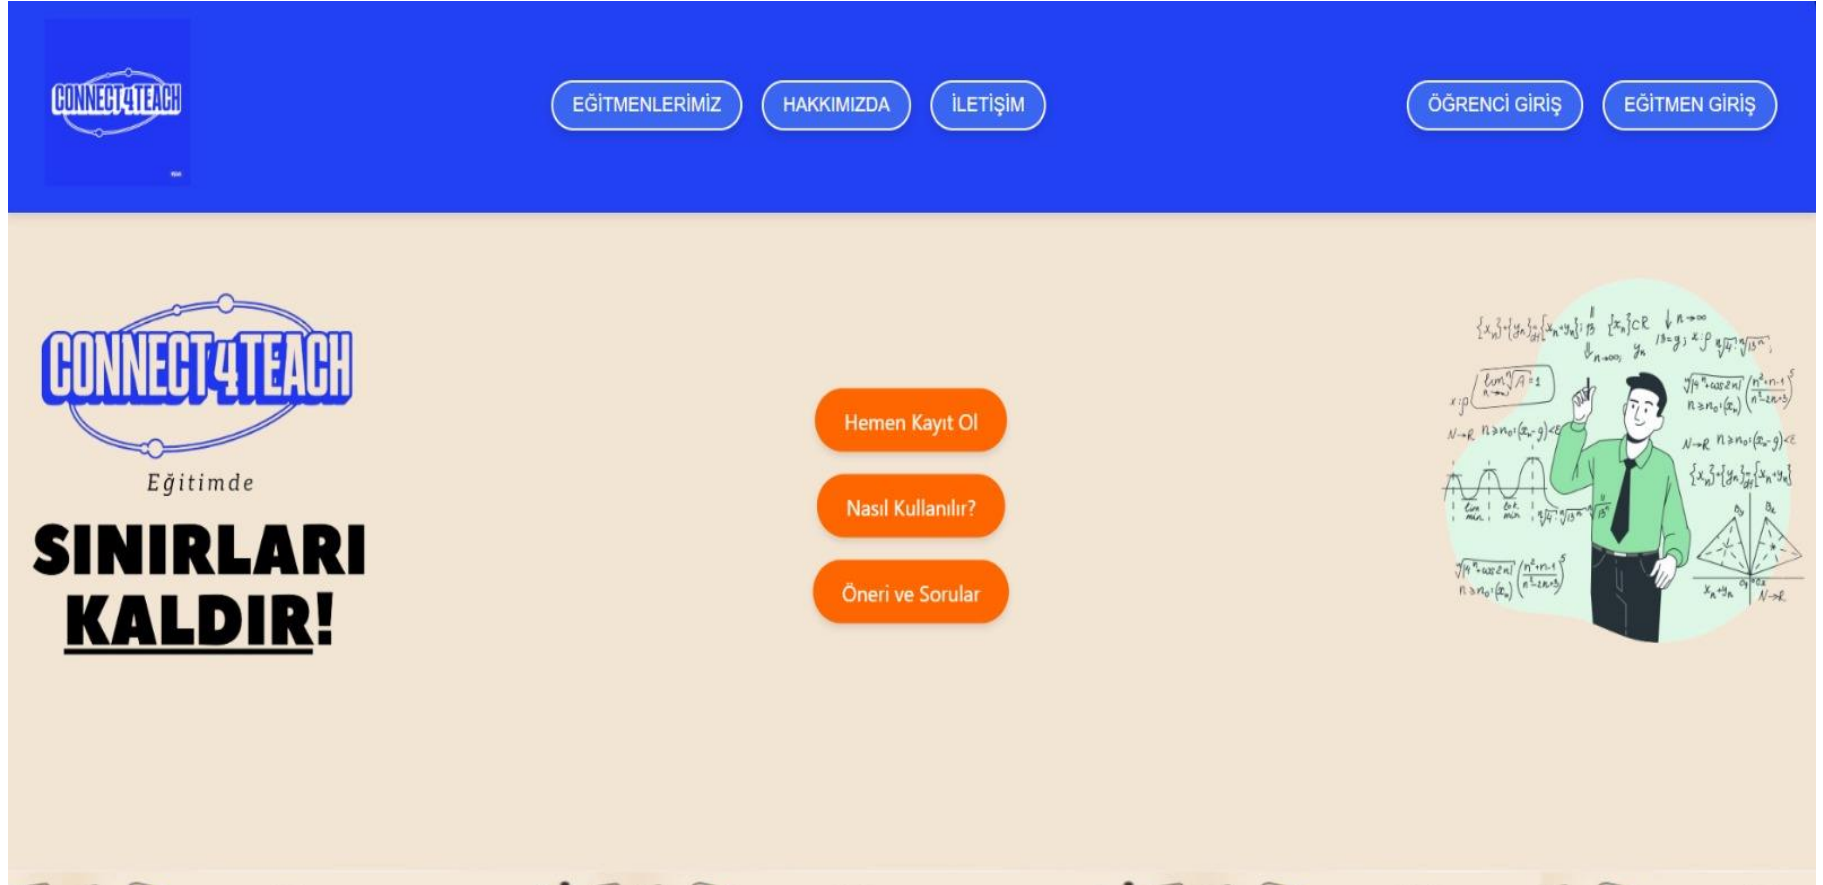 CONNECT4TEACH
EĞİTMENLERİMİZ
HAKKIMIZDA
İLETİŞİM
ÖĞRENCİ GİRİŞ
EĞİTMEN GİRİŞ
CONNECT4TEACH
Eğitimde
SINIRLARI
KALDIR!
Hemen Kayıt Ol
Nasıl Kullanılır?
Öneri ve Sorular